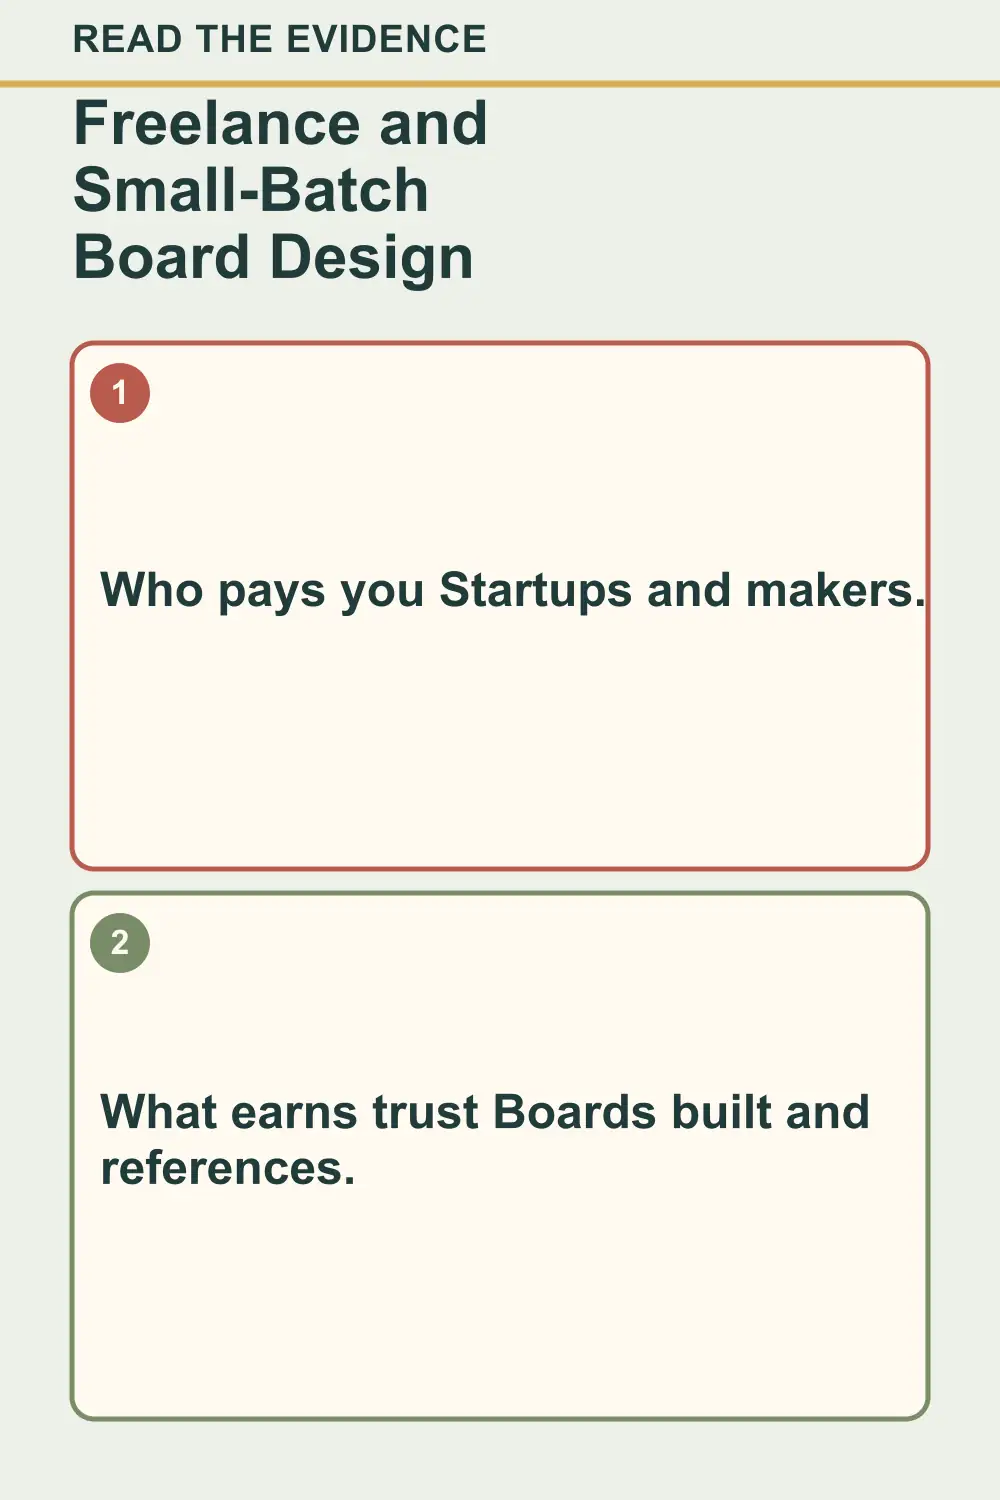 READ THE EVIDENCE
Freelance and
Small-Batch
Board Design
1
Who pays you Startups and makers.
2
What earns trust Boards built and
references.